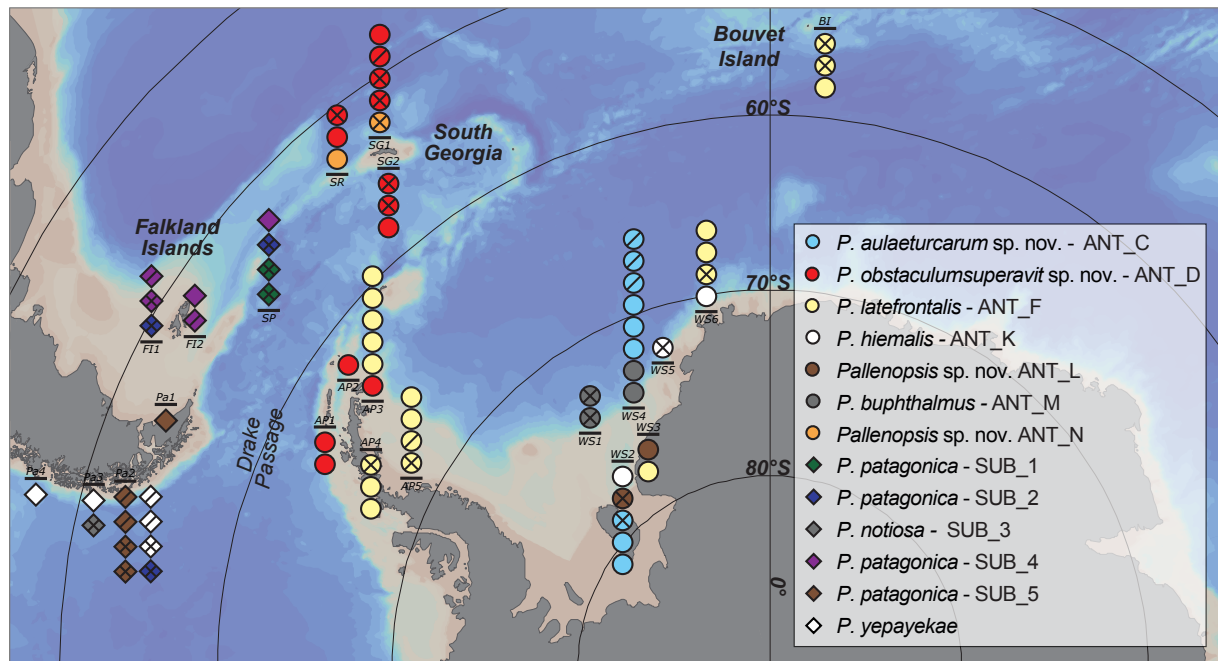 BI
Bouvet
Island
60°S
SG1
South
Georgia
SG2
SR
Falkland
Islands
FI1
FI2
SP
70°S
WS6
WS5
WS4
WS1
WS3
WS2
80°S
0°
AP2
AP3
AP1
AP4
AP5
Drake
Passage
Pa1
Pa4
Pa3
Pa2
P. aulaeturcarum sp. nov. - ANT_C
P. obstaculumsuperavit sp. nov. - ANT_D
P. latefrontalis - ANT_F
P. hiemalis - ANT_K
Pallenopsis sp. nov. ANT_L
P. buphthalmus - ANT_M
Pallenopsis sp. nov. ANT_N
P. patagonica - SUB_1
P. patagonica - SUB_2
P. notiosa - SUB_3
P. patagonica - SUB_4
P. patagonica - SUB_5
P. yepayekae